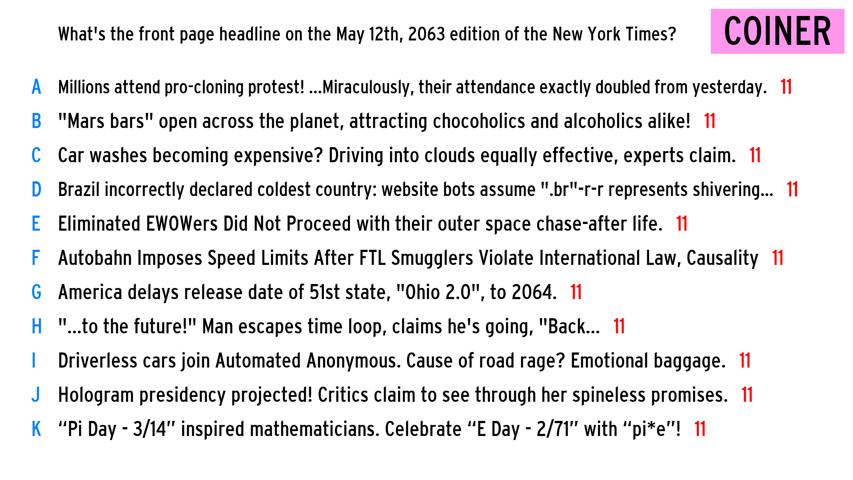 What's the front page headline on the May 12th, 2063 edition of the New York Times? COINER
A Millions attend pro-cloning protest! ...Miraculously, their attendance exactly doubled from yesterday. 11
B "Mars bars" open across the planet, attracting chocoholics and alcoholics alike! 11
C Car washes becoming expensive? Driving into clouds equally effective, experts claim. 11
D Brazil incorrectly declared coldest country: website bots assume ".br"-r-r represents shivering... 11
E Eliminated EWOWers Did Not Proceed with their outer space chase-after life. 11
F Autobahn Imposes Speed Limits After FTL Smugglers Violate International Law, Causality 11
G America delays release date of 51st state, "Ohio 2.0", to 2064. 11
H "...to the future!" Man escapes time loop, claims he's going, "Back... 11
I Driverless cars join Automated Anonymous. Cause of road rage? Emotional baggage. 11
J Hologram presidency projected! Critics claim to see through her spineless promises. 11
K “Pi Day - 3/14” inspired mathematicians. Celebrate “E Day - 2/71” with “pi*e”! 11